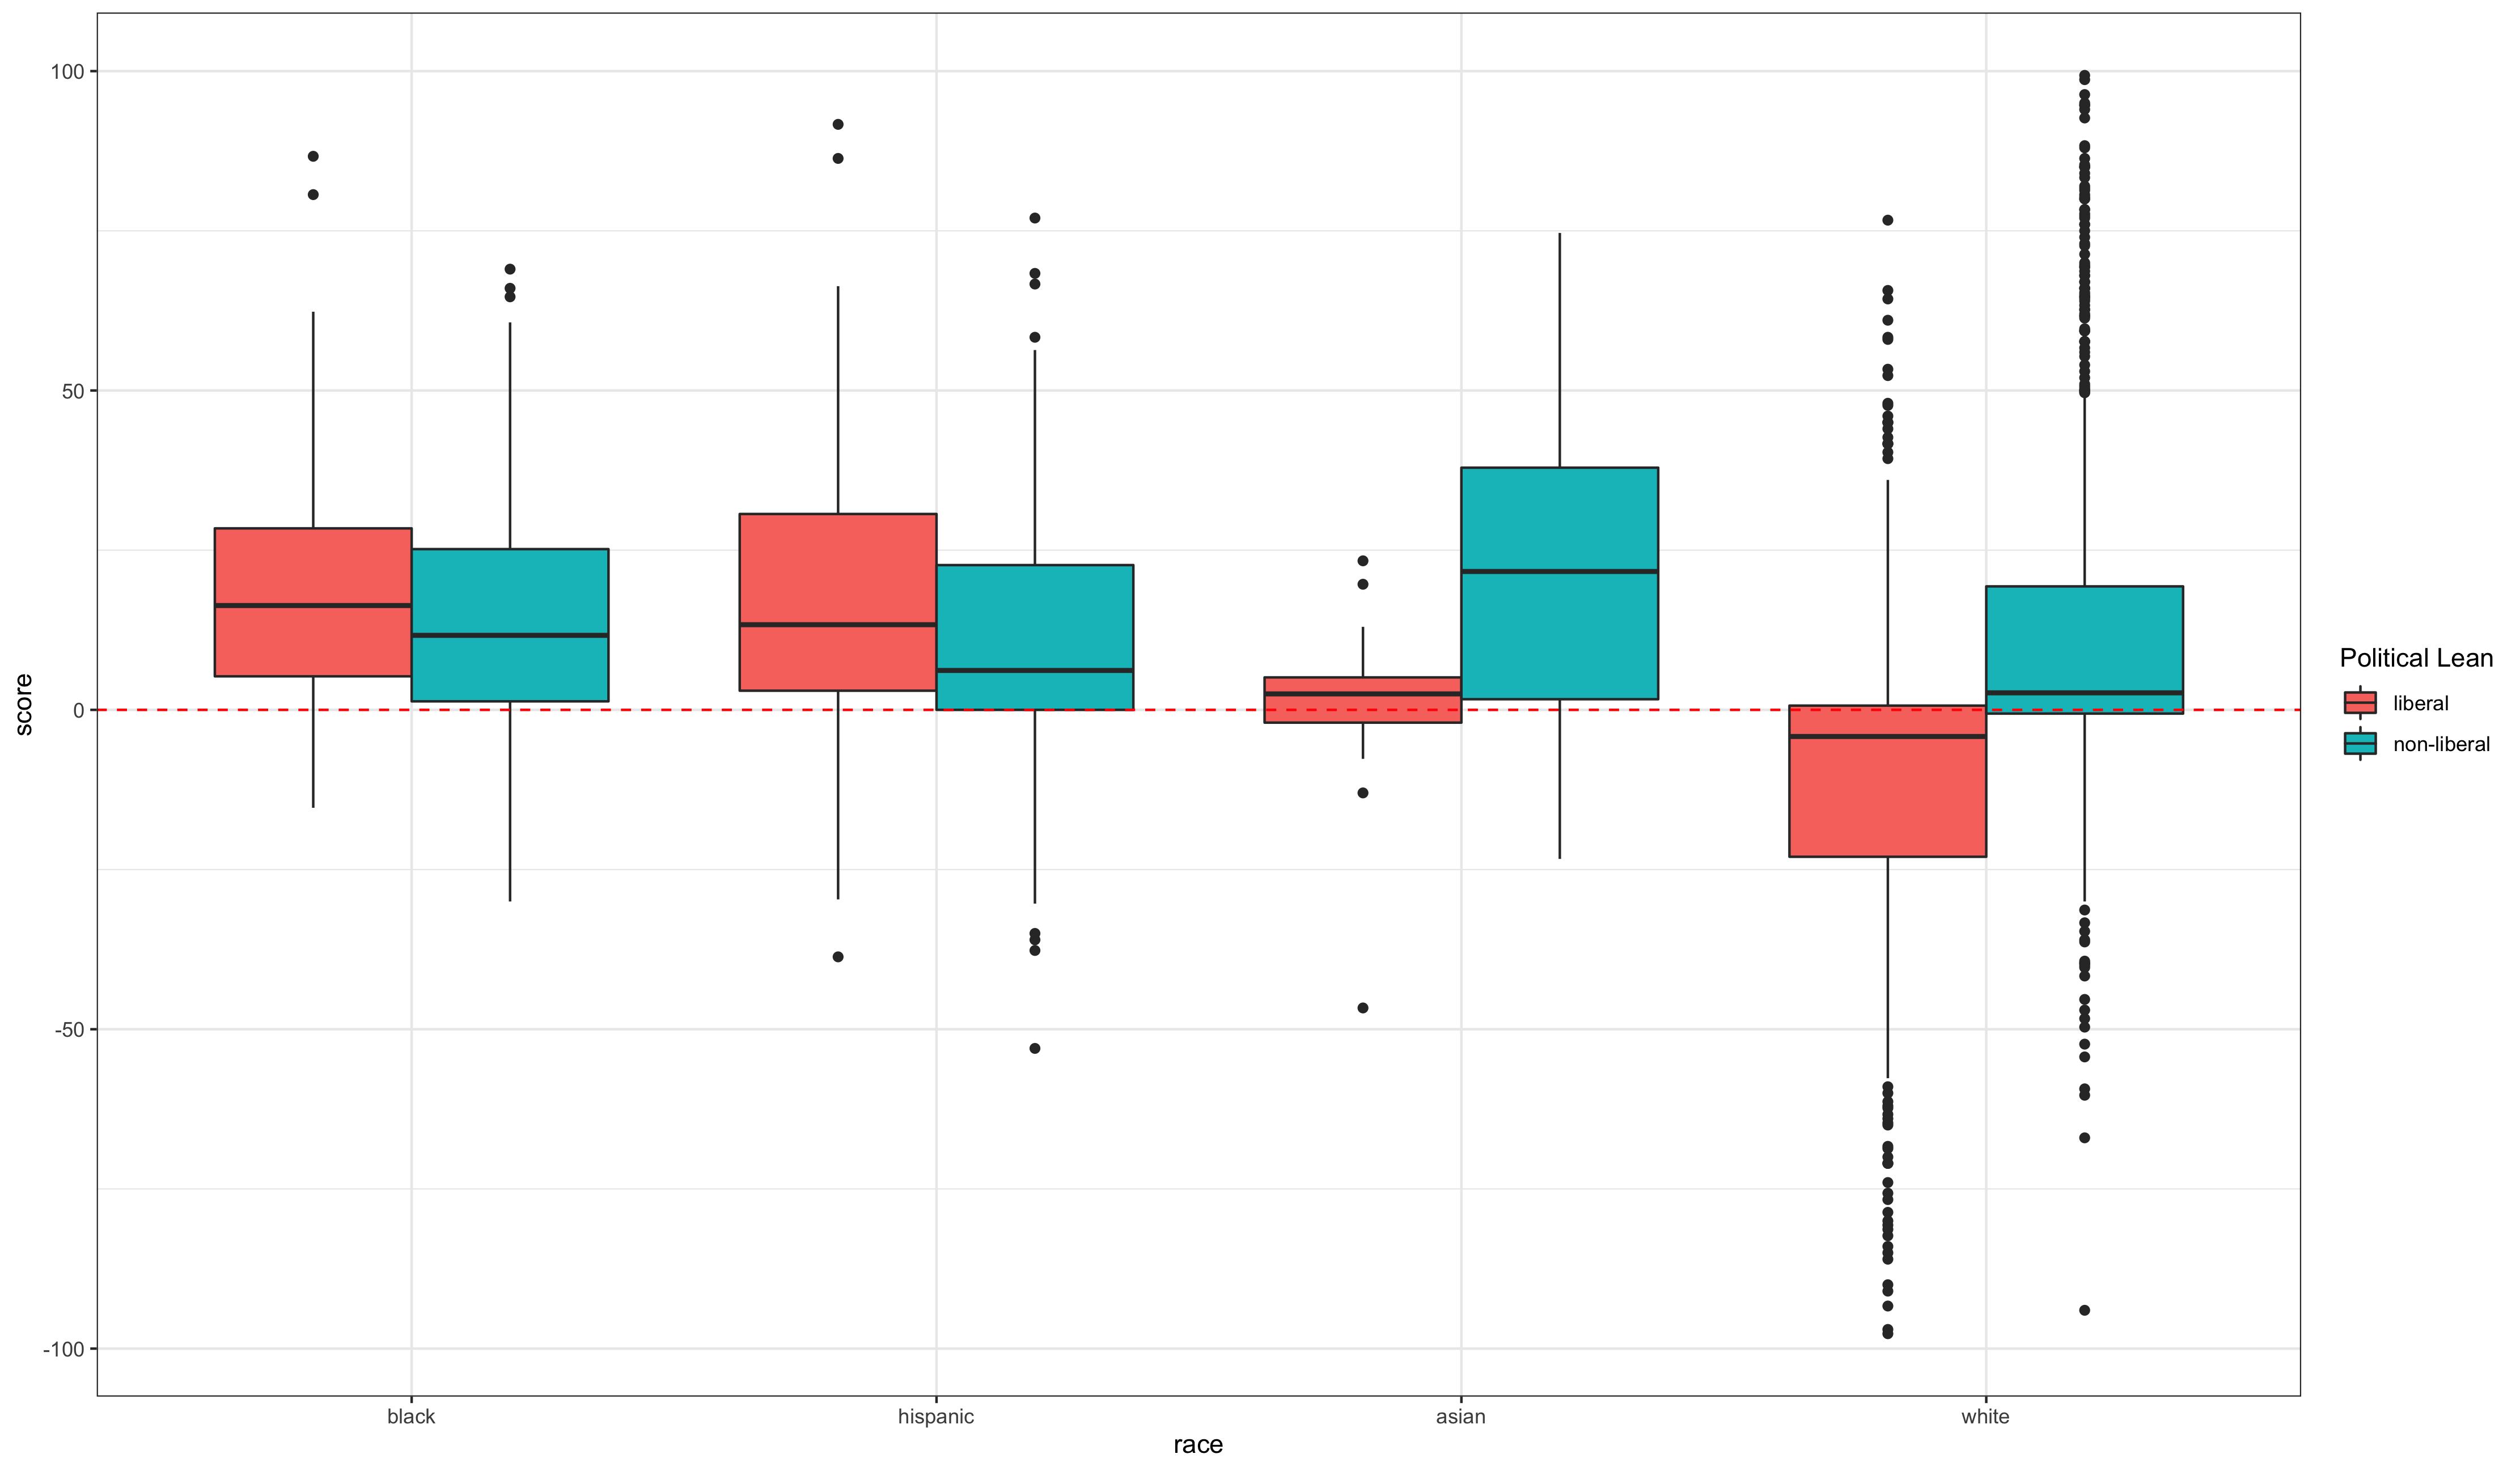 100
50
0
-50
-100
score
black
hispanic
asian
white
race
Political Lean
liberal
non-liberal